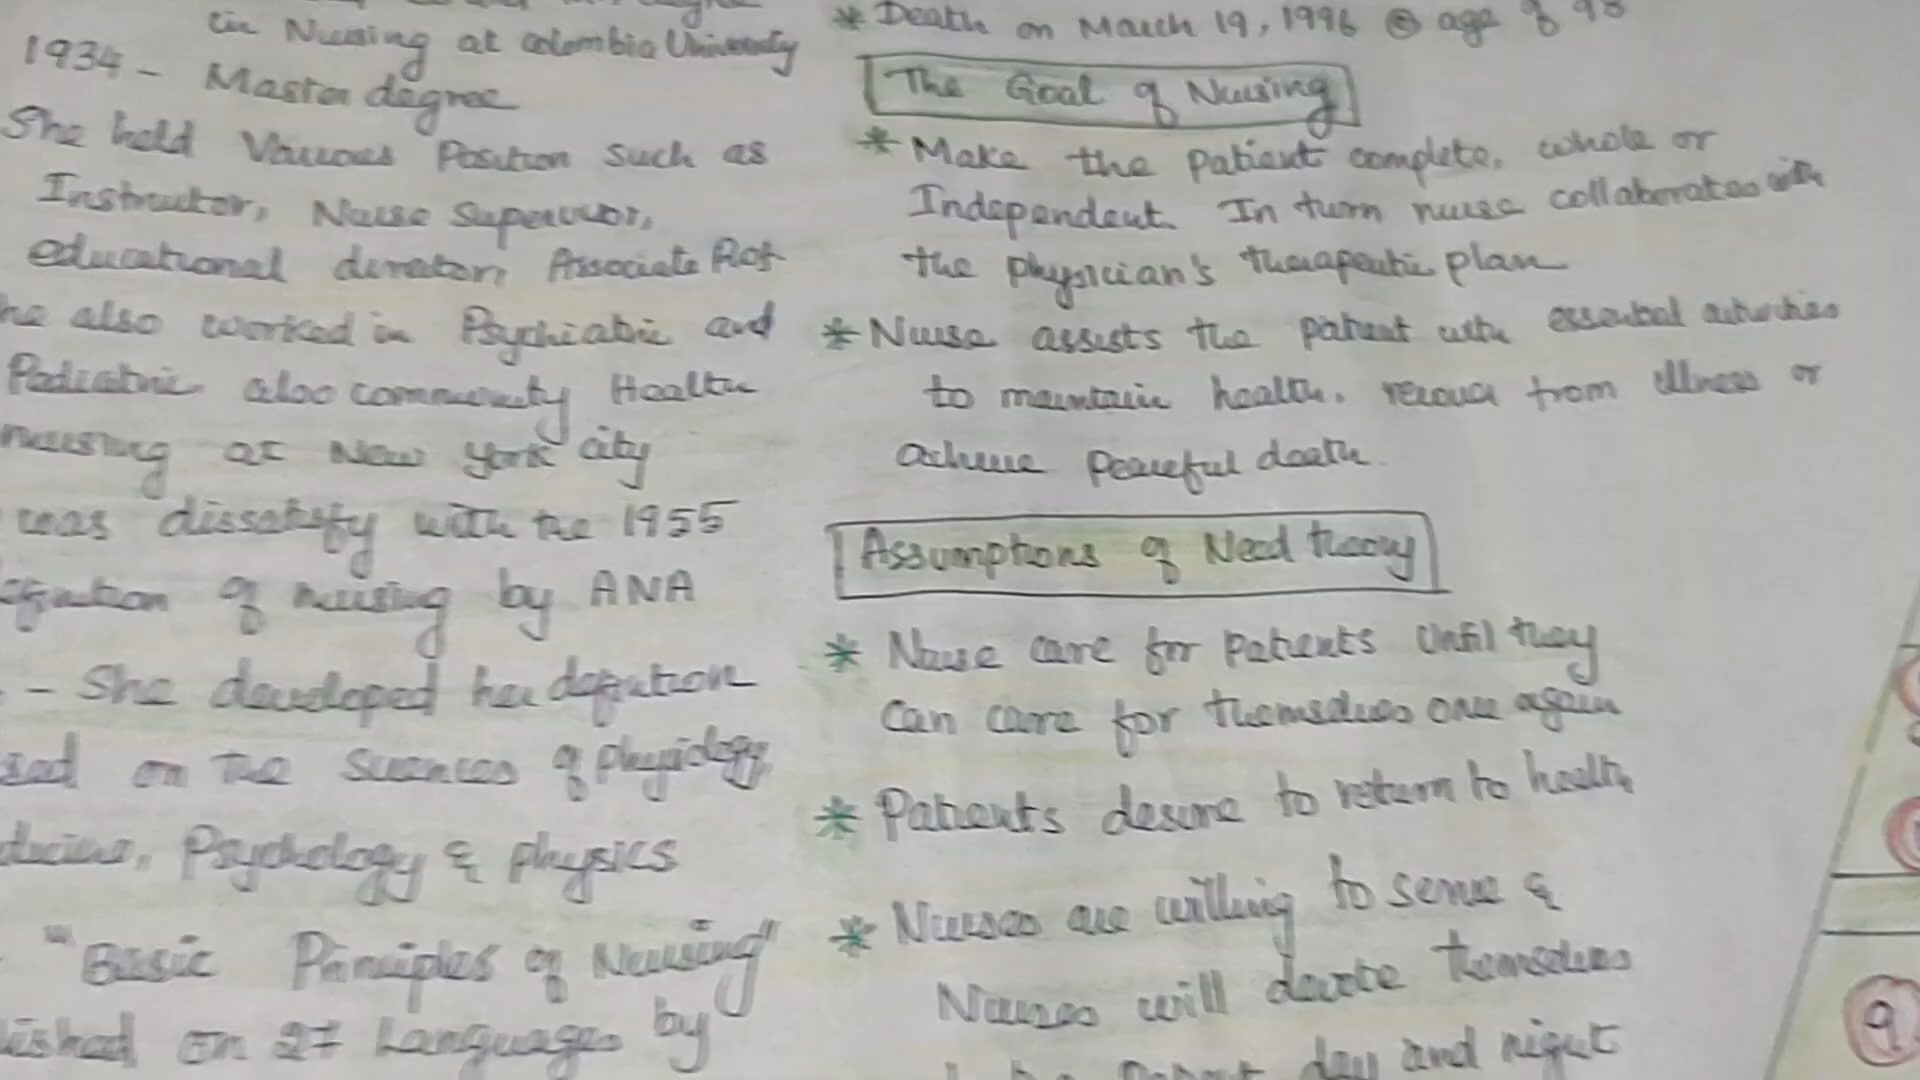 in Nursing at colombia University
1934 - Master degree
She held Various Position such as
Instructor, Nurse Supervisor,
educational director, Associate Prof
he also worked in Psychiatric and
Pediatric also community Health
nursing at New york city
was dissatisfy with the 1955
of nursing by ANA
- She developed her defination
on the sciences of physiology,
Psychology & physics
"Basic Principles of Nursing"
on 27 Languages by
* Death on March 19, 1996 @ age of 98
The Goal of Nursing
* Make the patient complete, whole or
Independent. In turn nurse collaborates with
the physician's therapeutic plan
* Nurse assists the patient with essential activities
to maintain health, recover from illness or
Achieve peaceful death.
Assumptions of Need theory
* Nurse care for patients Until they
can care for themselves once again
* Patients desire to return to health
* Nurses are willing to serve &
Nurses will devote themselves
day and night
9